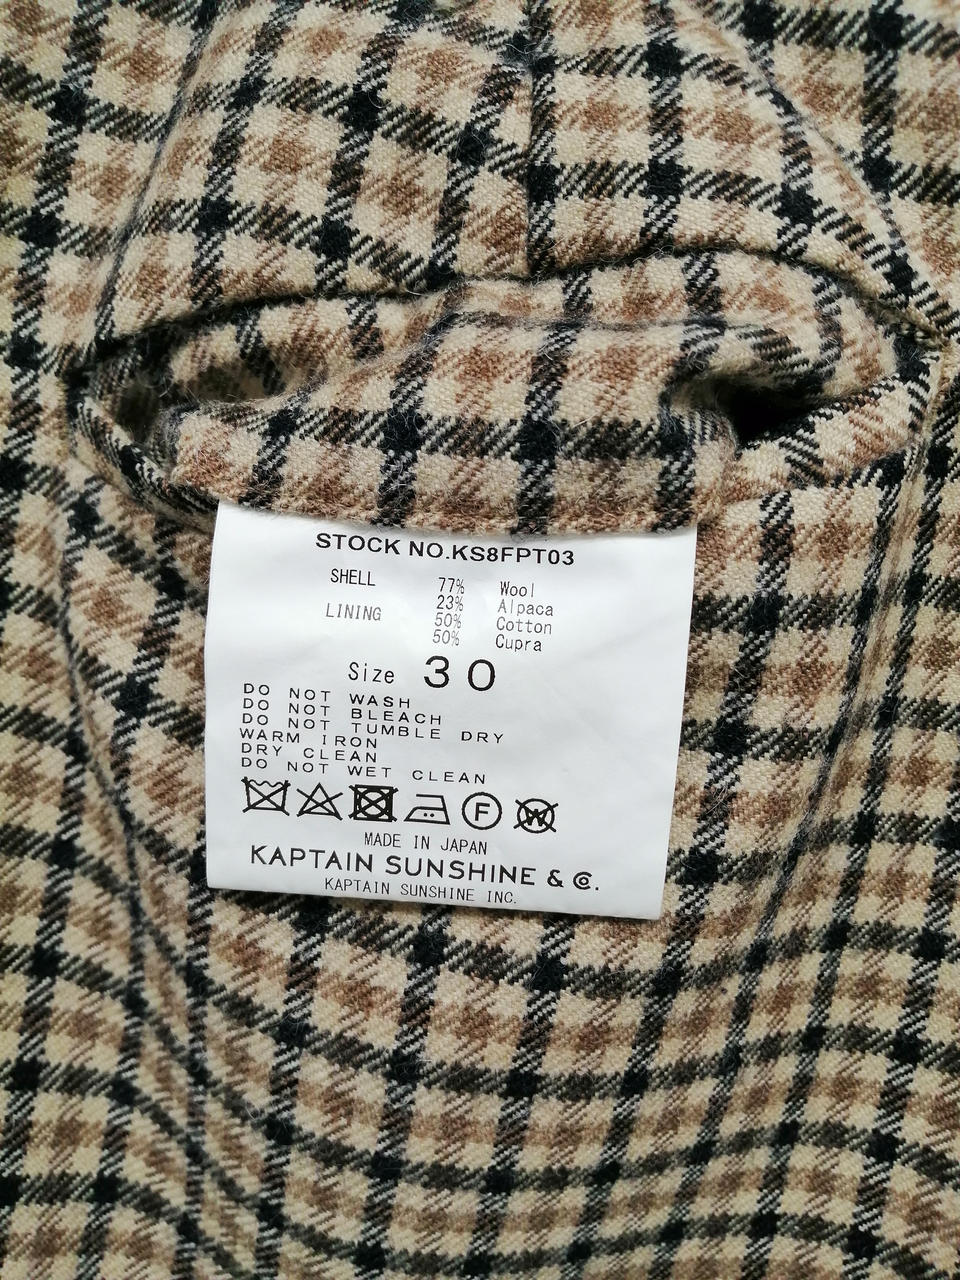 STOCK NO.KS8FPT03
SHELL 77% Wool
23% Alpaca
LINING 50% Cotton
50% Cupra
Size 30
DO NOT WASH
DO NOT BLEACH
DO NOT TUMBLE DRY
WARM IRON
DRY CLEAN
DO NOT WET CLEAN
F W
MADE IN JAPAN
KAPTAIN SUNSHINE & Co.
KAPTAIN SUNSHINE INC.